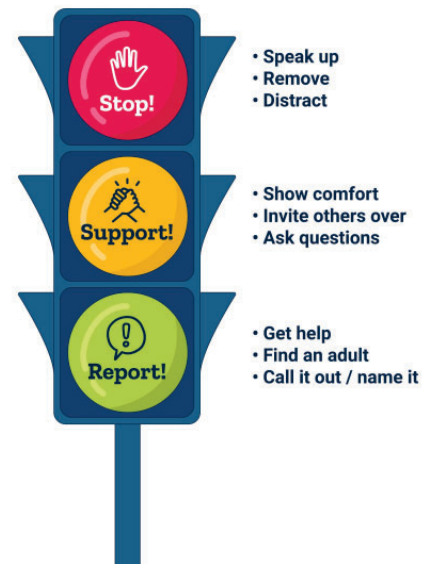 Stop!
• Speak up
• Remove
• Distract
Support!
• Show comfort
• Invite others over
• Ask questions
Report!
• Get help
• Find an adult
• Call it out / name it